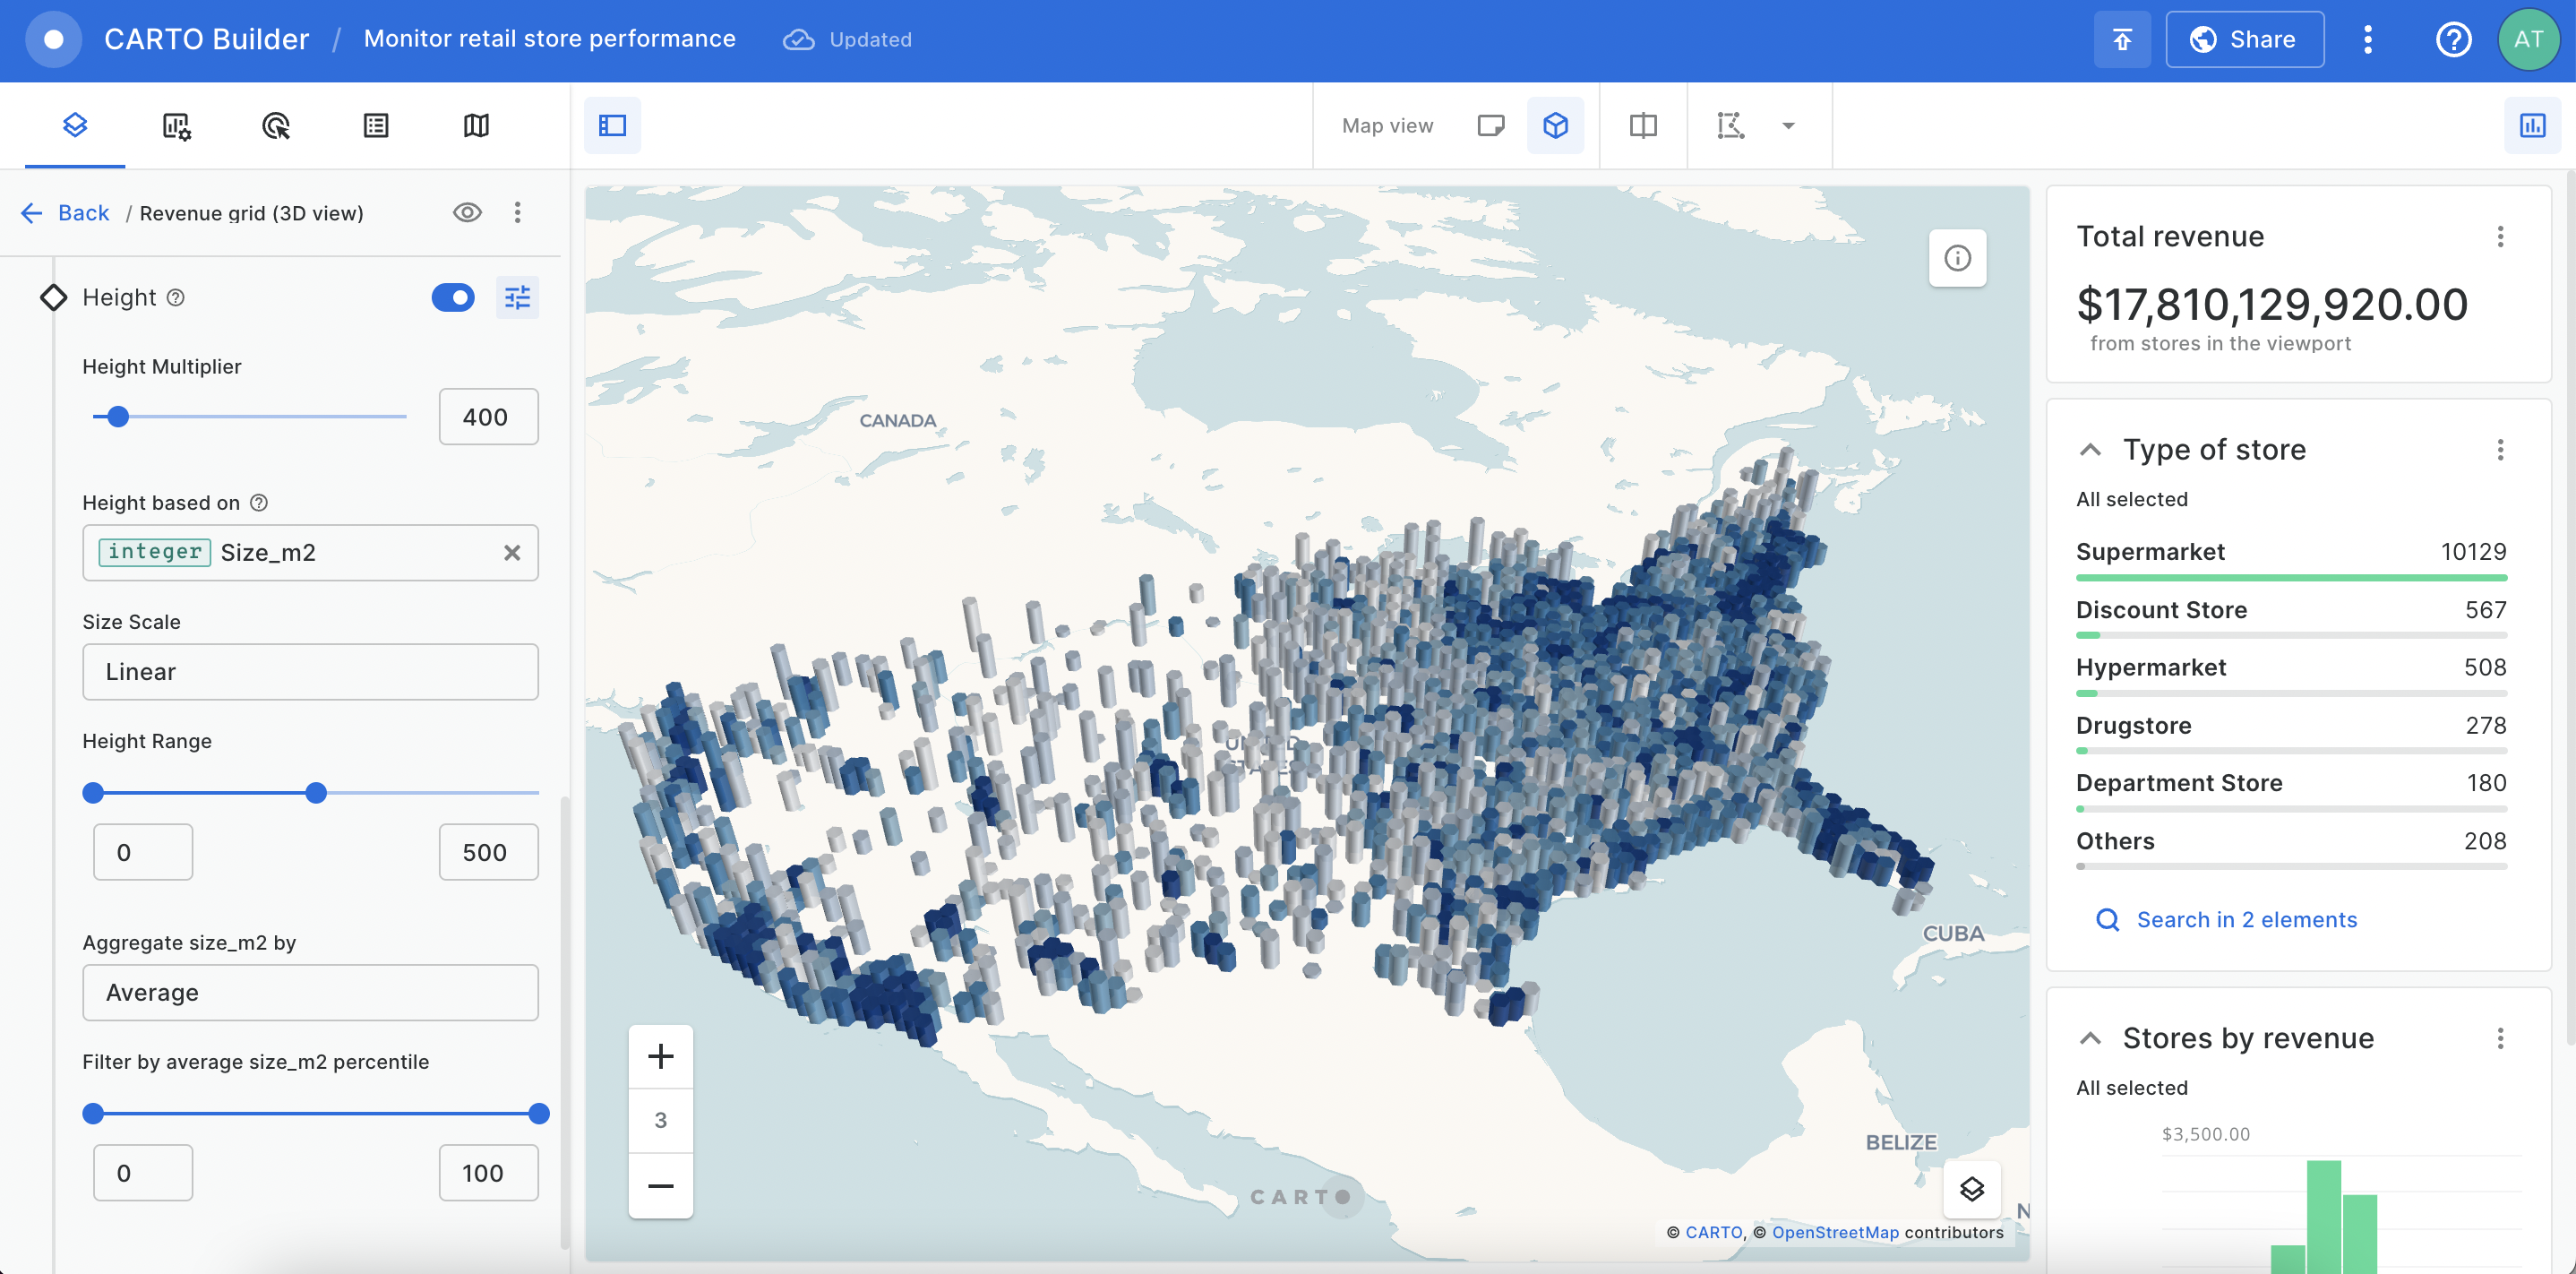 CARTO Builder / Monitor retail store performance Updated
Share
AT
Map view
Back / Revenue grid (3D view)
Height
Height Multiplier
400
Height based on
integer Size_m2
Size Scale
Linear
Height Range
0 500
Aggregate size_m2 by
Average
Filter by average size_m2 percentile
0 100
CANADA
UNITED
STATES
CUBA
BELIZE
N
+
3
−
CARTO
© CARTO, © OpenStreetMap contributors
Total revenue
$17,810,129,920.00
from stores in the viewport
Type of store
All selected
Supermarket 10129
Discount Store 567
Hypermarket 508
Drugstore 278
Department Store 180
Others 208
Search in 2 elements
Stores by revenue
All selected
$3,500.00